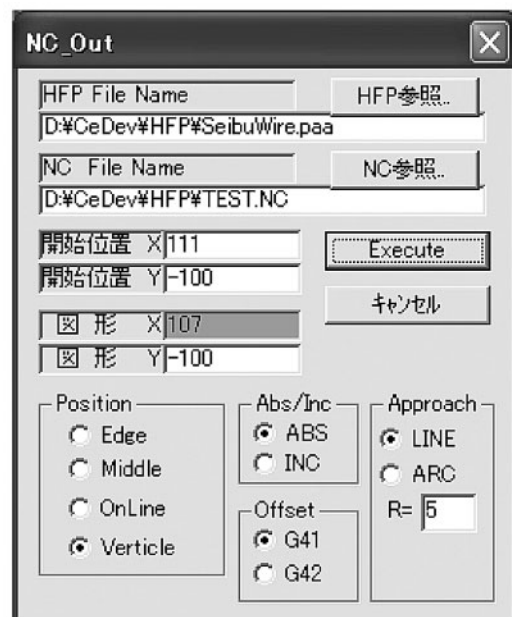 NC_Out
HFP File Name
HFP参照..
D:¥CeDev¥HFP¥SeibuWire.paa
NC File Name
NC参照..
D:¥CeDev¥HFP¥TEST.NC
開始位置 X 111
開始位置 Y -100
Execute
キャンセル
図 形 X 107
図 形 Y -100
Position
Edge
Middle
OnLine
Verticle
Abs/Inc
ABS
INC
Offset
G41
G42
Approach
LINE
ARC
R= 5